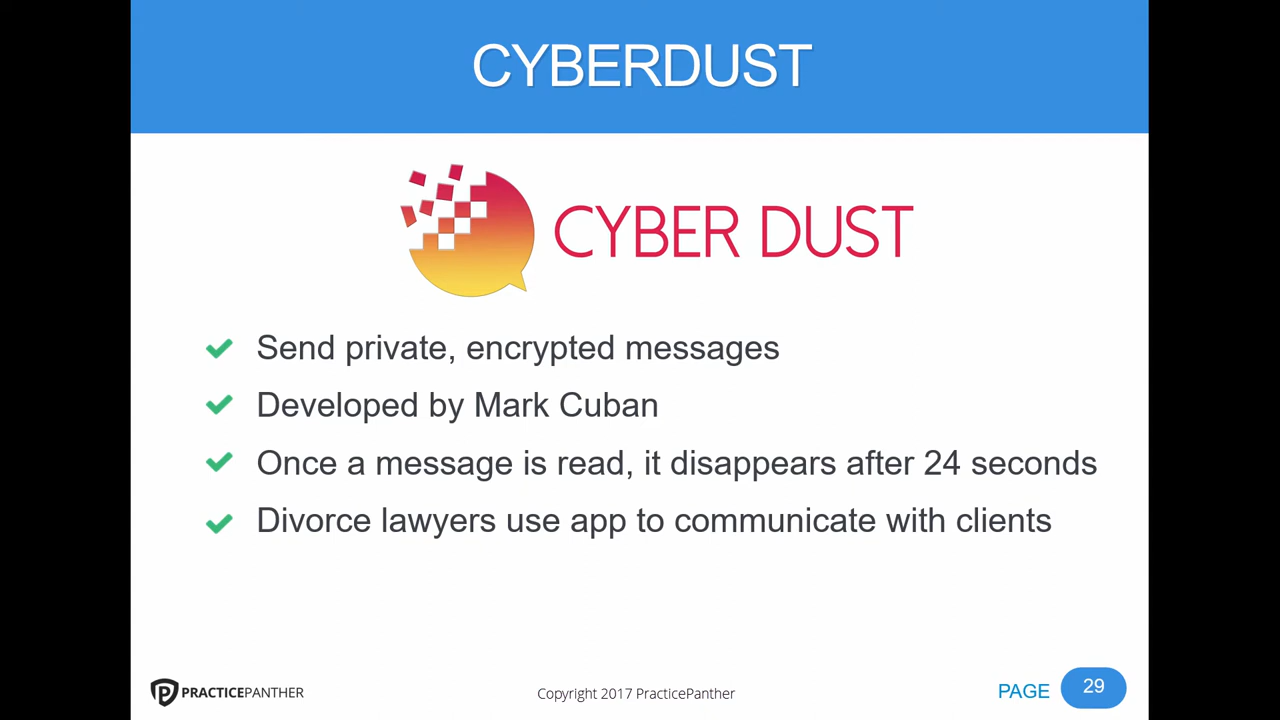 CYBERDUST
CYBER DUST
Send private, encrypted messages
Developed by Mark Cuban
Once a message is read, it disappears after 24 seconds
Divorce lawyers use app to communicate with clients
PRACTICEPANTHER
Copyright 2017 PracticePanther
PAGE 29